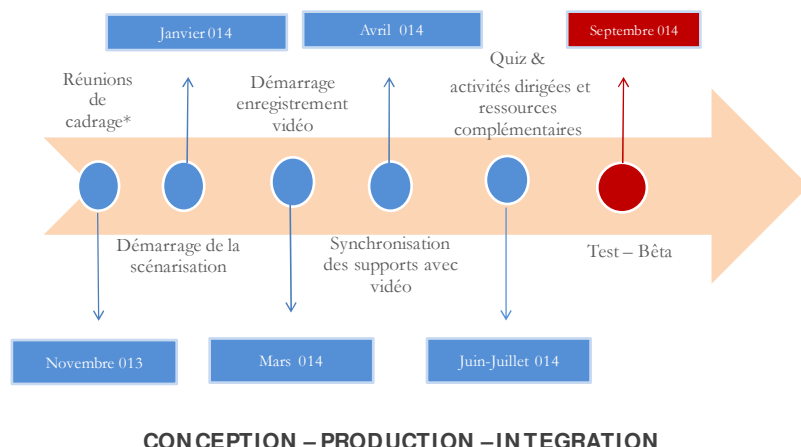 Janvier 014
Avril 014
Septembre 014
Réunions
de
cadrage*
Démarrage
enregistrement
vidéo
Quiz &
activités dirigées et
ressources
complémentaires
Démarrage de la
scénarisation
Synchronisation
des supports avec
vidéo
Test – Bêta
Novembre 013
Mars 014
Juin-Juillet 014
CONCEPTION – PRODUCTION – INTEGRATION